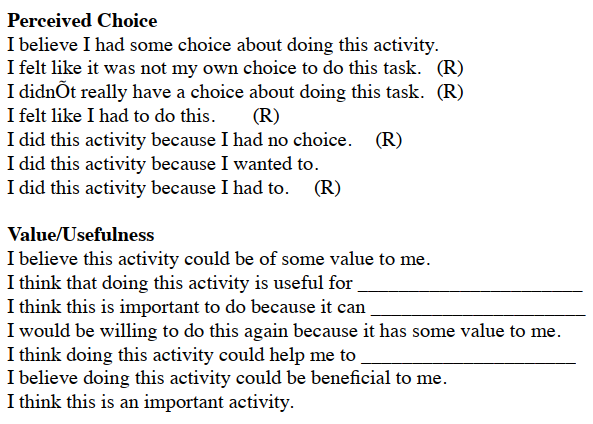 Perceived Choice
I believe I had some choice about doing this activity.
I felt like it was not my own choice to do this task. (R)
I didnÕt really have a choice about doing this task. (R)
I felt like I had to do this. (R)
I did this activity because I had no choice. (R)
I did this activity because I wanted to.
I did this activity because I had to. (R)
Value/Usefulness
I believe this activity could be of some value to me.
I think that doing this activity is useful for ______________________
I think this is important to do because it can _____________________
I would be willing to do this again because it has some value to me.
I think doing this activity could help me to _____________________
I believe doing this activity could be beneficial to me.
I think this is an important activity.